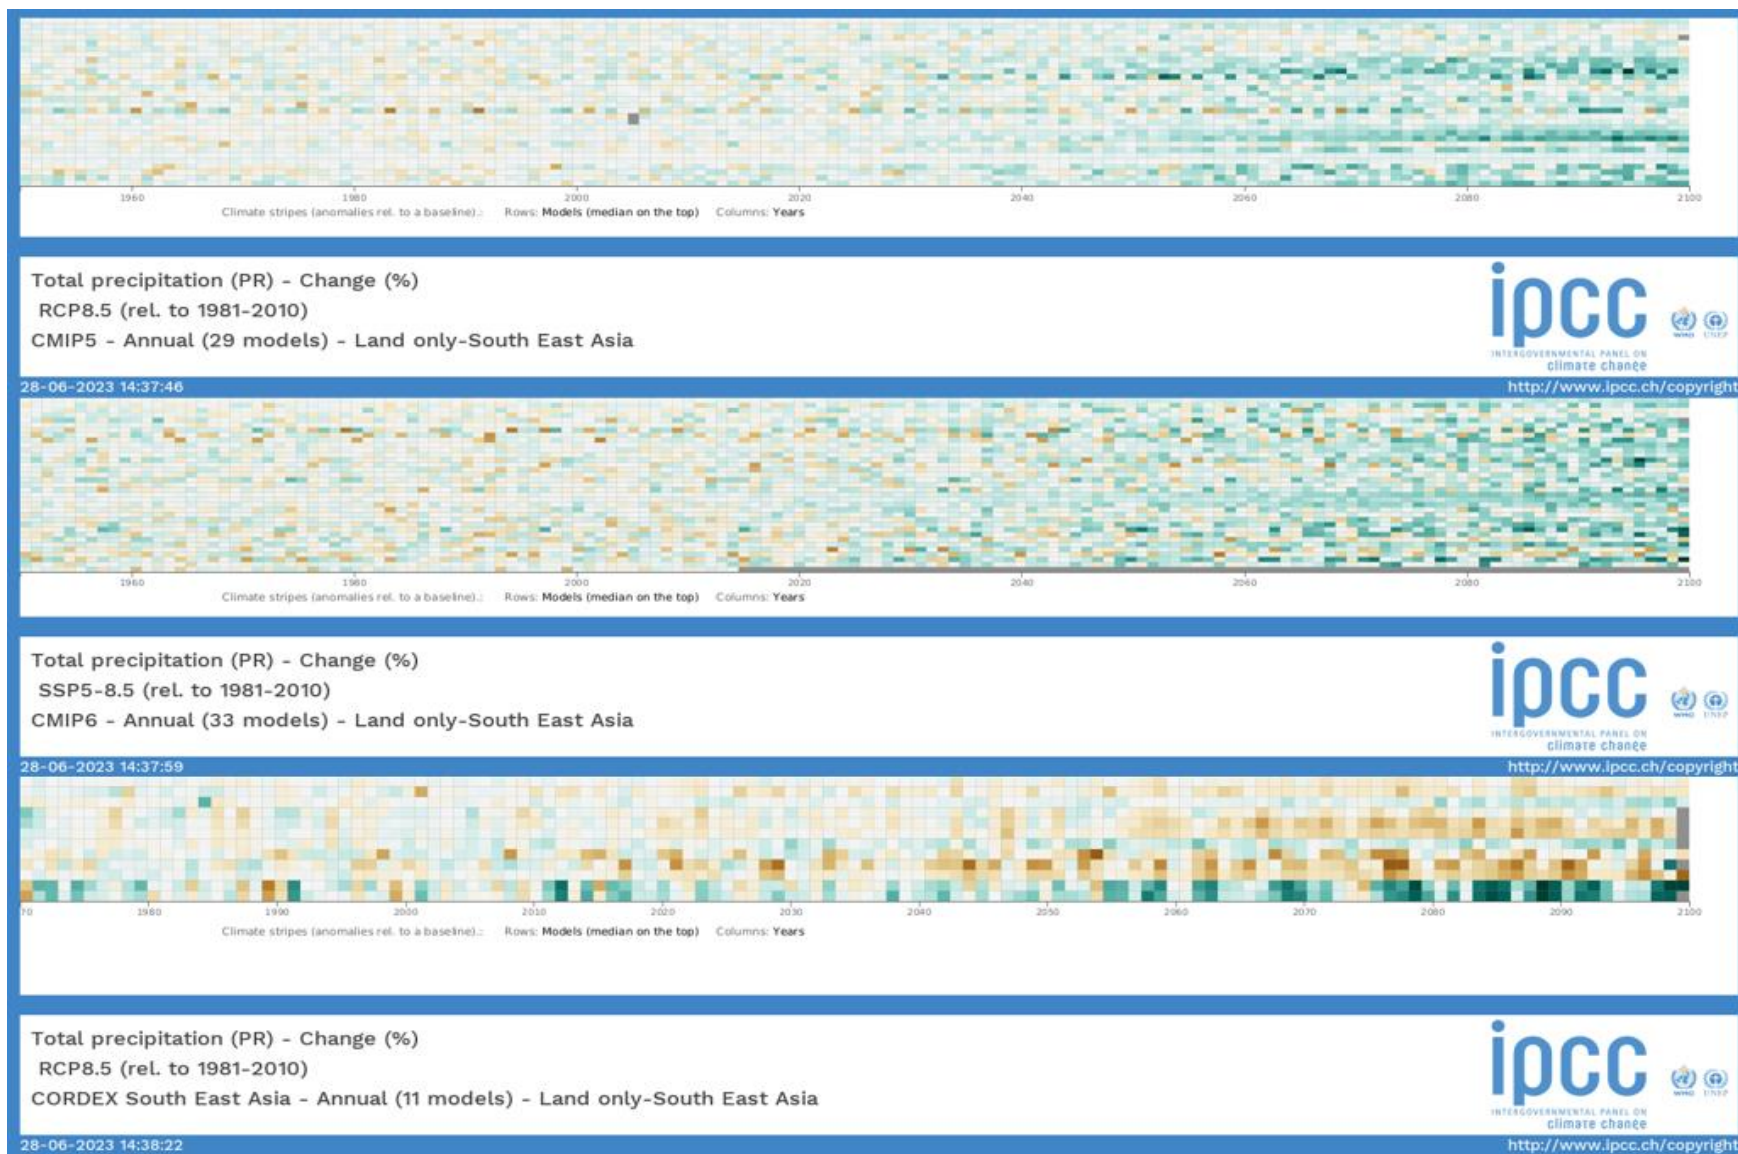 1960 1980 2000 2020 2040 2060 2080 2100
Climate stripes (anomalies rel. to a baseline).: Rows: Models (median on the top) Columns: Years
Total precipitation (PR) - Change (%)
RCP8.5 (rel. to 1981-2010)
CMIP5 - Annual (29 models) - Land only-South East Asia
ipcc
INTERGOVERNMENTAL PANEL ON
climate change
WMO UNEP
28-06-2023 14:37:46 http://www.ipcc.ch/copyright
1960 1980 2000 2020 2040 2060 2080 2100
Climate stripes (anomalies rel. to a baseline).: Rows: Models (median on the top) Columns: Years
Total precipitation (PR) - Change (%)
SSP5-8.5 (rel. to 1981-2010)
CMIP6 - Annual (33 models) - Land only-South East Asia
ipcc
INTERGOVERNMENTAL PANEL ON
climate change
WMO UNEP
28-06-2023 14:37:59 http://www.ipcc.ch/copyright
70 1980 1990 2000 2010 2020 2030 2040 2050 2060 2070 2080 2090 2100
Climate stripes (anomalies rel. to a baseline).: Rows: Models (median on the top) Columns: Years
Total precipitation (PR) - Change (%)
RCP8.5 (rel. to 1981-2010)
CORDEX South East Asia - Annual (11 models) - Land only-South East Asia
ipcc
INTERGOVERNMENTAL PANEL ON
climate change
WMO UNEP
28-06-2023 14:38:22 http://www.ipcc.ch/copyright